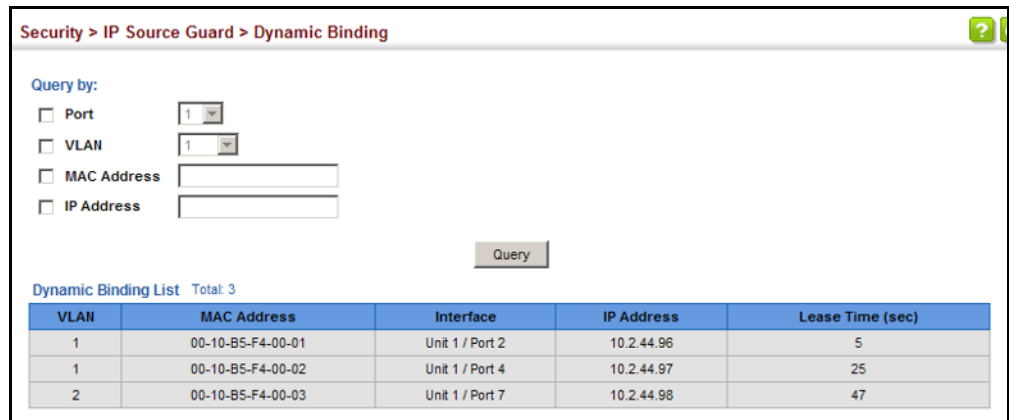 Security > IP Source Guard > Dynamic Binding
?
Query by:
Port 1
VLAN 1
MAC Address
IP Address
Query
Dynamic Binding List Total: 3
VLAN MAC Address Interface IP Address Lease Time (sec)
1 00-10-B5-F4-00-01 Unit 1 / Port 2 10.2.44.96 5
1 00-10-B5-F4-00-02 Unit 1 / Port 4 10.2.44.97 25
2 00-10-B5-F4-00-03 Unit 1 / Port 7 10.2.44.98 47